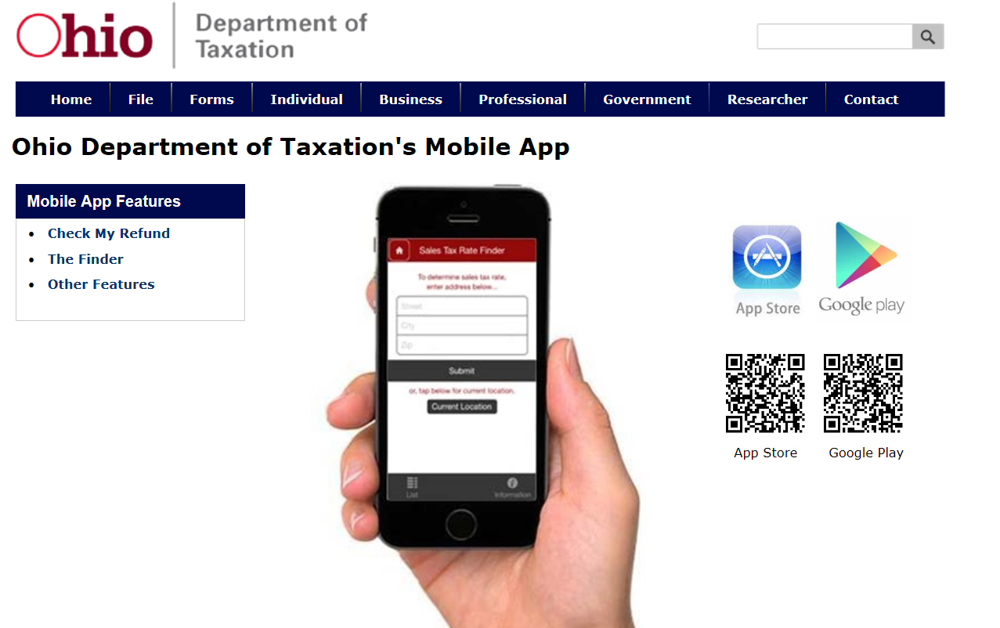 Ohio
Department of
Taxation
Home File Forms Individual Business Professional Government Researcher Contact
Ohio Department of Taxation's Mobile App
Mobile App Features
• Check My Refund
• The Finder
• Other Features
Sales Tax Rate Finder
To determine sales tax rate,
enter address below...
Street
City
Zip
Submit
or, tap below for current location.
Current Location
List Information
App Store Google play
App Store Google Play